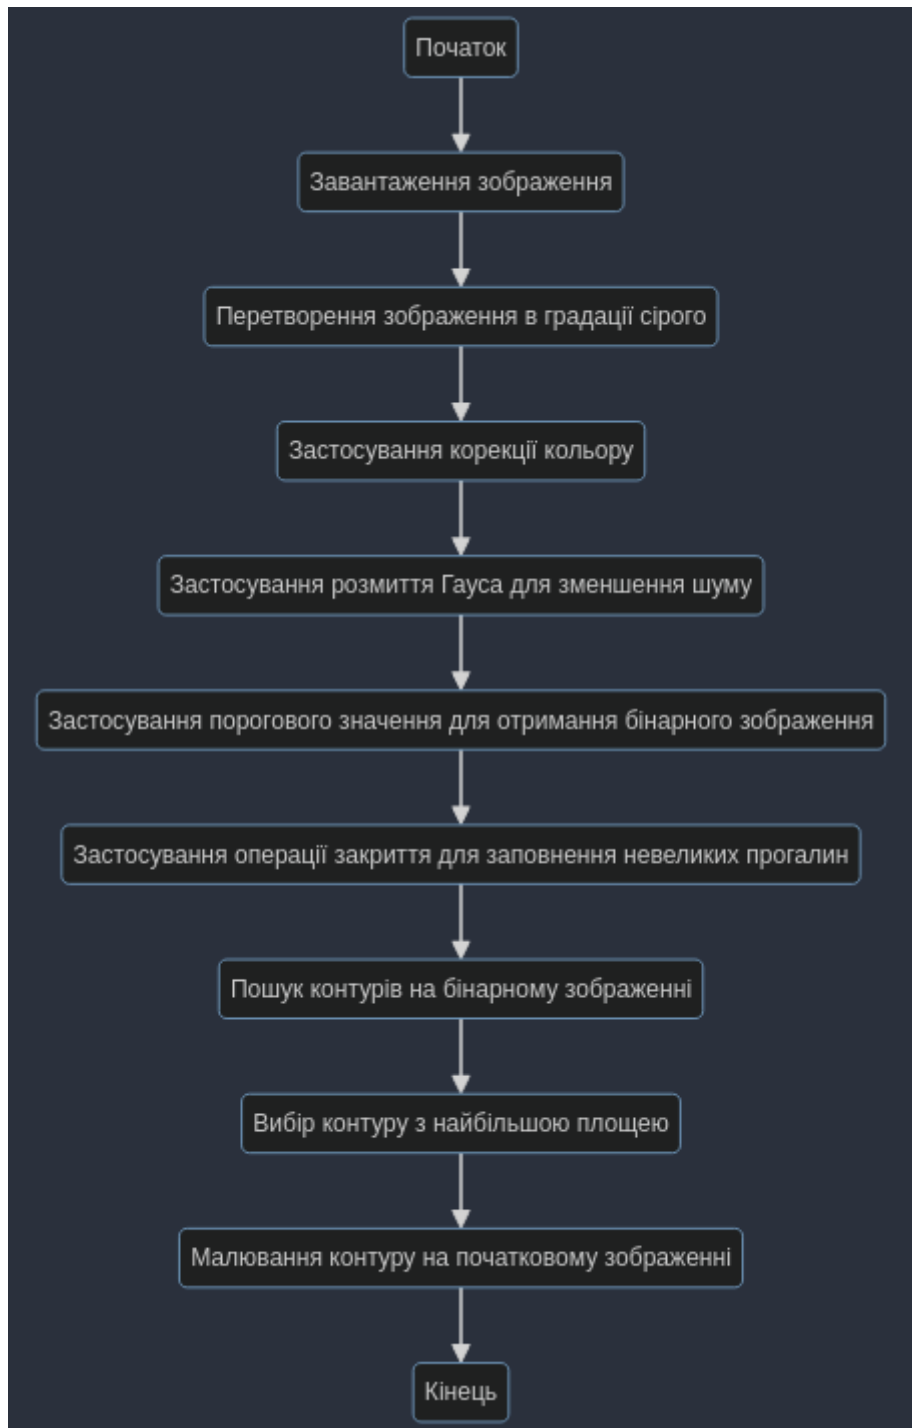 Початок
Завантаження зображення
Перетворення зображення в градації сірого
Застосування корекції кольору
Застосування розмиття Гауса для зменшення шуму
Застосування порогового значення для отримання бінарного зображення
Застосування операції закриття для заповнення невеликих прогалин
Пошук контурів на бінарному зображенні
Вибір контуру з найбільшою площею
Малювання контуру на початковому зображенні
Кінець